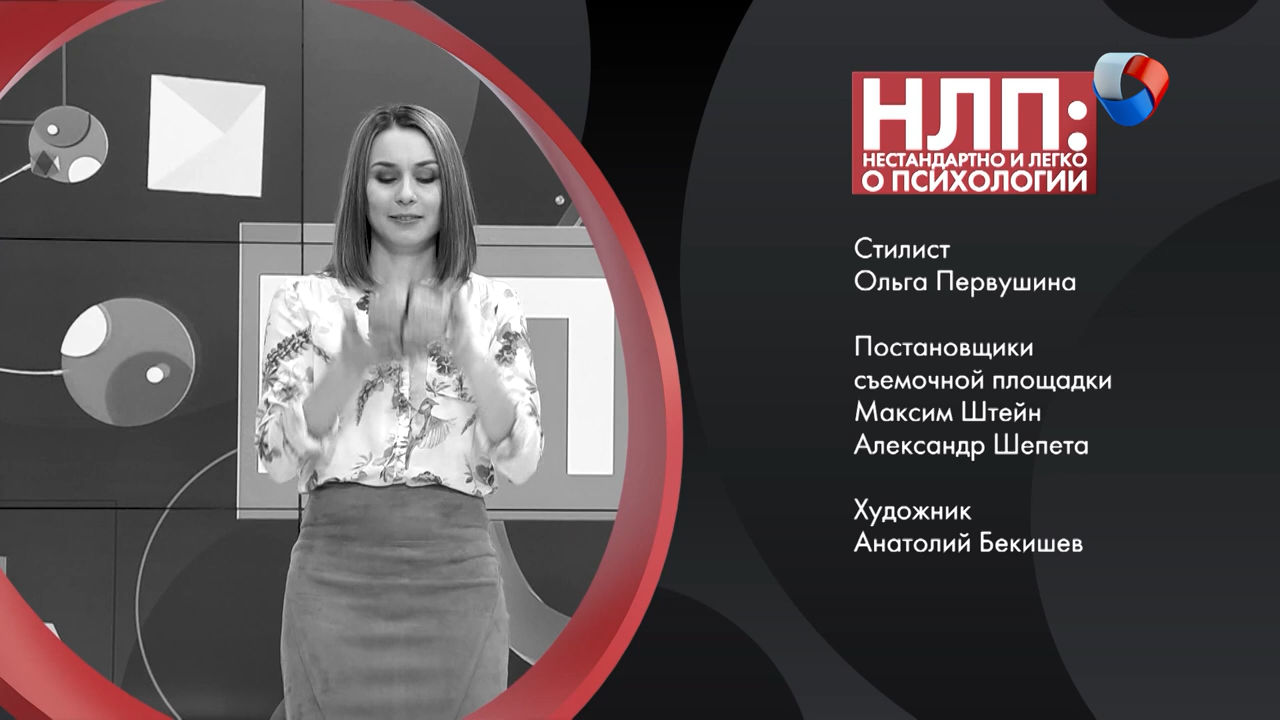 НЛП:
НЕСТАНДАРТНО И ЛЕГКО
О ПСИХОЛОГИИ
Стилист
Ольга Первушина
Постановщики
съемочной площадки
Максим Штейн
Александр Шепета
Художник
Анатолий Бекишев